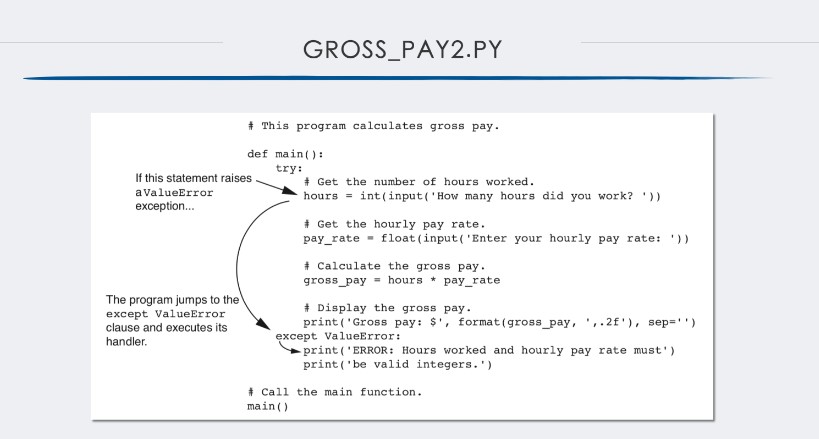 GROSS_PAY2.PY
# This program calculates gross pay.
def main():
try:
If this statement raises
a ValueError
exception...
# Get the number of hours worked.
hours = int(input('How many hours did you work? '))
# Get the hourly pay rate.
pay_rate = float(input('Enter your hourly pay rate: '))
# Calculate the gross pay.
gross_pay = hours * pay_rate
The program jumps to the
except ValueError
clause and executes its
handler.
# Display the gross pay.
print('Gross pay: $', format(gross_pay, ',.2f'), sep='')
except ValueError:
print('ERROR: Hours worked and hourly pay rate must')
print('be valid integers.')
# Call the main function.
main()